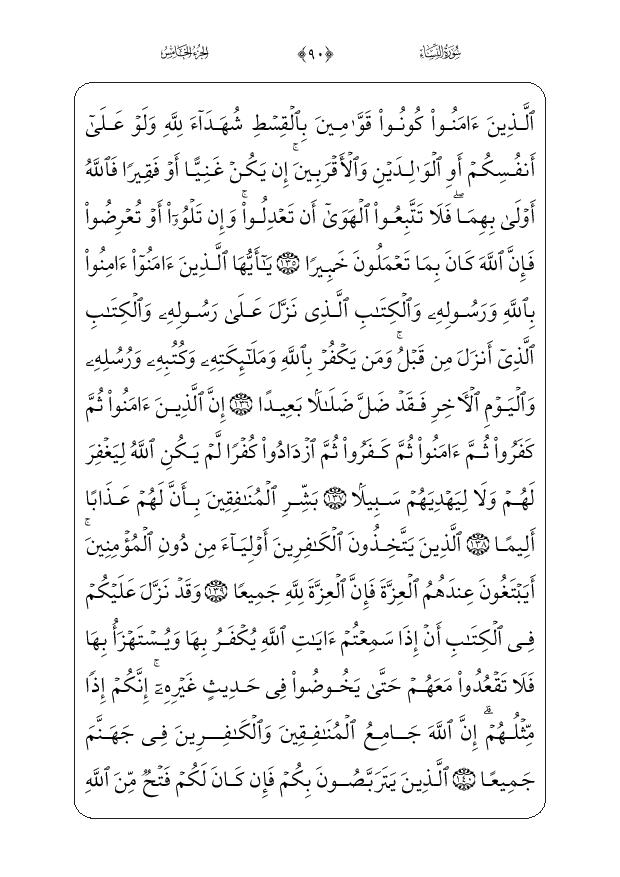 سُورَةُ النِّسَاءِ ﴿٩٠﴾ الجُزْءُ الخَامِسُ
ٱلَّذِينَ ءَامَنُوا۟ كُونُوا۟ قَوَّٰمِينَ بِٱلْقِسْطِ شُهَدَآءَ لِلَّهِ وَلَوْ عَلَىٰٓ
أَنفُسِكُمْ أَوِ ٱلْوَٰلِدَيْنِ وَٱلْأَقْرَبِينَ ۚ إِن يَكُنْ غَنِيًّا أَوْ فَقِيرًا فَٱللَّهُ
أَوْلَىٰ بِهِمَا ۖ فَلَا تَتَّبِعُوا۟ ٱلْهَوَىٰٓ أَن تَعْدِلُوا۟ ۚ وَإِن تَلْوُۥٓا۟ أَوْ تُعْرِضُوا۟
فَإِنَّ ٱللَّهَ كَانَ بِمَا تَعْمَلُونَ خَبِيرًا ١٣٥ يَٰٓأَيُّهَا ٱلَّذِينَ ءَامَنُوٓا۟ ءَامِنُوا۟
بِٱللَّهِ وَرَسُولِهِۦ وَٱلْكِتَٰبِ ٱلَّذِى نَزَّلَ عَلَىٰ رَسُولِهِۦ وَٱلْكِتَٰبِ
ٱلَّذِىٓ أَنزَلَ مِن قَبْلُ ۚ وَمَن يَكْفُرْ بِٱللَّهِ وَمَلَٰٓئِكَتِهِۦ وَكُتُبِهِۦ وَرُسُلِهِۦ
وَٱلْيَوْمِ ٱلْءَاخِرِ فَقَدْ ضَلَّ ضَلَٰلًۢا بَعِيدًا ١٣٦ إِنَّ ٱلَّذِينَ ءَامَنُوا۟ ثُمَّ
كَفَرُوا۟ ثُمَّ ءَامَنُوا۟ ثُمَّ كَفَرُوا۟ ثُمَّ ٱزْدَادُوا۟ كُفْرًا لَّمْ يَكُنِ ٱللَّهُ لِيَغْفِرَ
لَهُمْ وَلَا لِيَهْدِيَهُمْ سَبِيلًۢا ١٣٧ بَشِّرِ ٱلْمُنَٰفِقِينَ بِأَنَّ لَهُمْ عَذَابًا
أَلِيمًا ١٣٨ ٱلَّذِينَ يَتَّخِذُونَ ٱلْكَٰفِرِينَ أَوْلِيَآءَ مِن دُونِ ٱلْمُؤْمِنِينَ ۚ
أَيَبْتَغُونَ عِندَهُمُ ٱلْعِزَّةَ فَإِنَّ ٱلْعِزَّةَ لِلَّهِ جَمِيعًا ١٣٩ وَقَدْ نَزَّلَ عَلَيْكُمْ
فِى ٱلْكِتَٰبِ أَنْ إِذَا سَمِعْتُمْ ءَايَٰتِ ٱللَّهِ يُكْفَرُ بِهَا وَيُسْتَهْزَأُ بِهَا
فَلَا تَقْعُدُوا۟ مَعَهُمْ حَتَّىٰ يَخُوضُوا۟ فِى حَدِيثٍ غَيْرِهِۦٓ ۚ إِنَّكُمْ إِذًا
مِّثْلُهُمْ ۗ إِنَّ ٱللَّهَ جَامِعُ ٱلْمُنَٰفِقِينَ وَٱلْكَٰفِرِينَ فِى جَهَنَّمَ
جَمِيعًا ١٤٠ ٱلَّذِينَ يَتَرَبَّصُونَ بِكُمْ فَإِن كَانَ لَكُمْ فَتْحٌ مِّنَ ٱللَّهِ